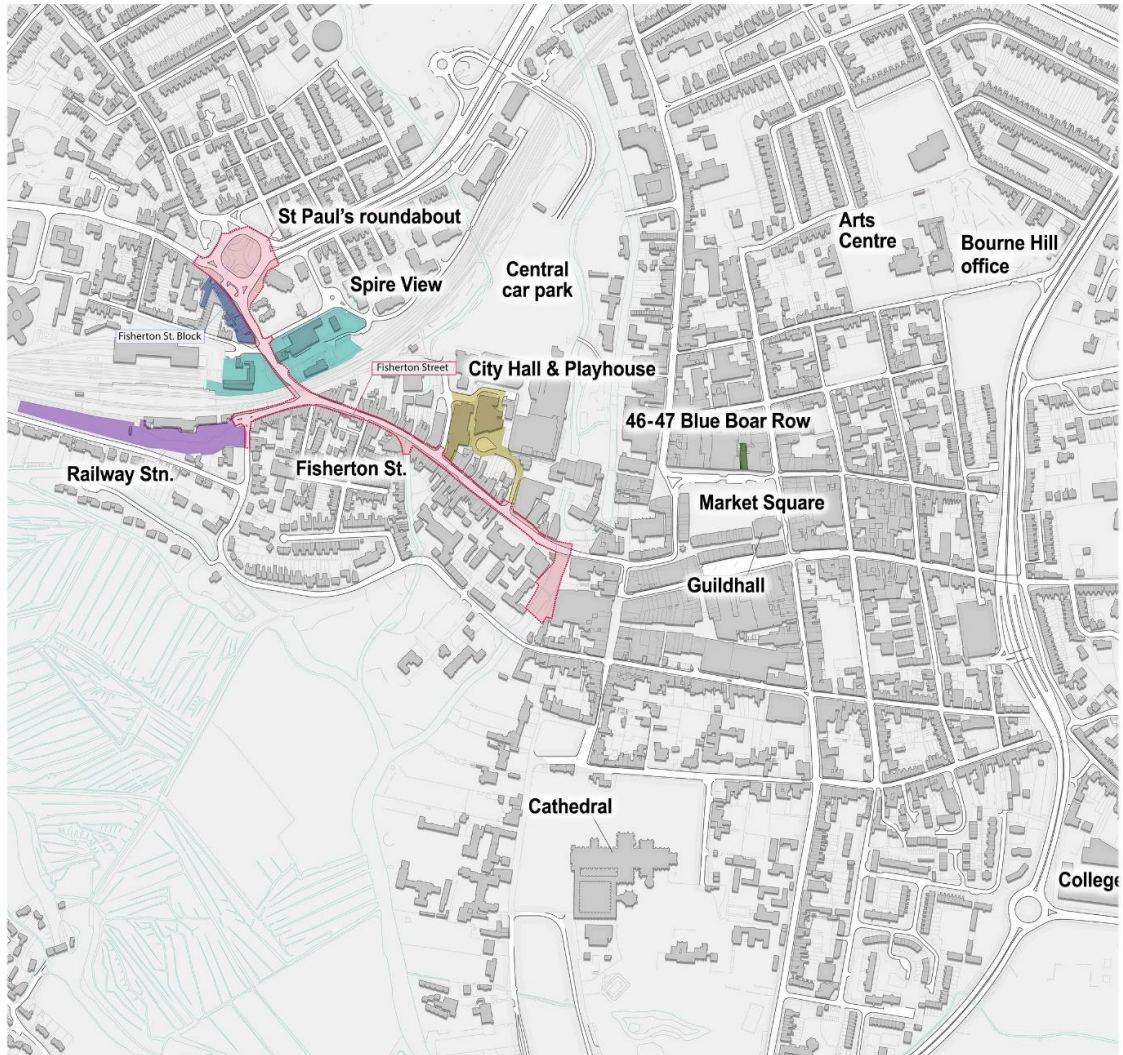 St Paul's roundabout
Arts
Centre
Bourne Hill
office
Spire View
Central
car park
Fisherton St. Block
Fisherton Street
City Hall & Playhouse
46-47 Blue Boar Row
Railway Stn.
Fisherton St.
Market Square
Guildhall
Cathedral
College